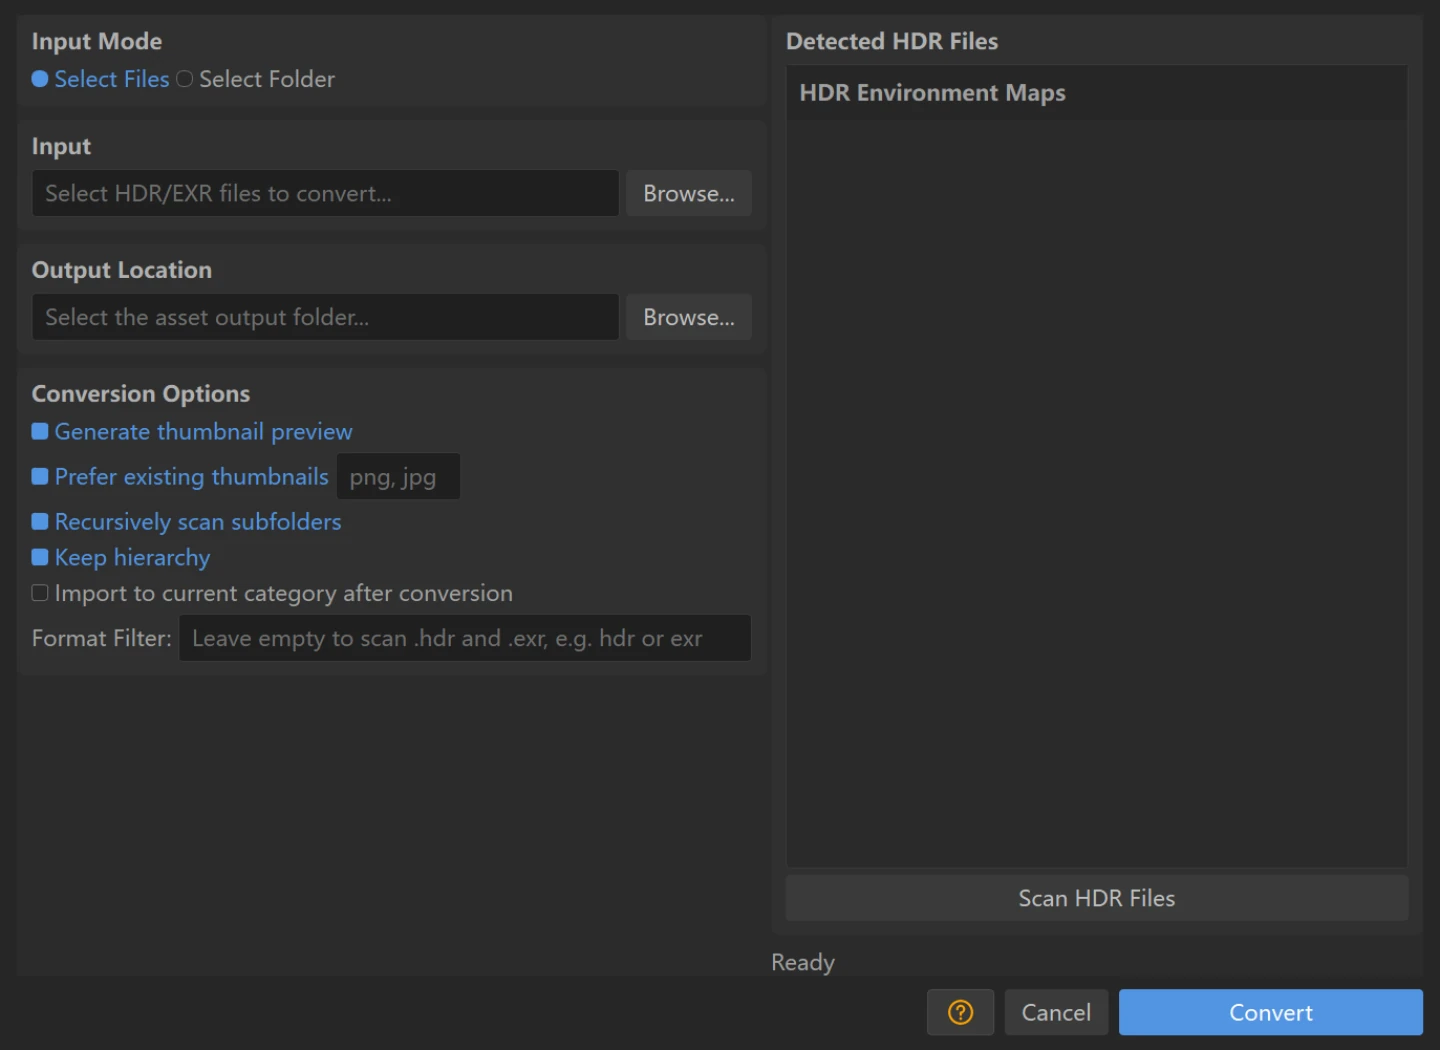 Input Mode
Select Files Select Folder
Input
Select HDR/EXR files to convert... Browse...
Output Location
Select the asset output folder... Browse...
Conversion Options
Generate thumbnail preview
Prefer existing thumbnails png, jpg
Recursively scan subfolders
Keep hierarchy
Import to current category after conversion
Format Filter: Leave empty to scan .hdr and .exr, e.g. hdr or exr
Detected HDR Files
HDR Environment Maps
Scan HDR Files
Ready
? Cancel Convert